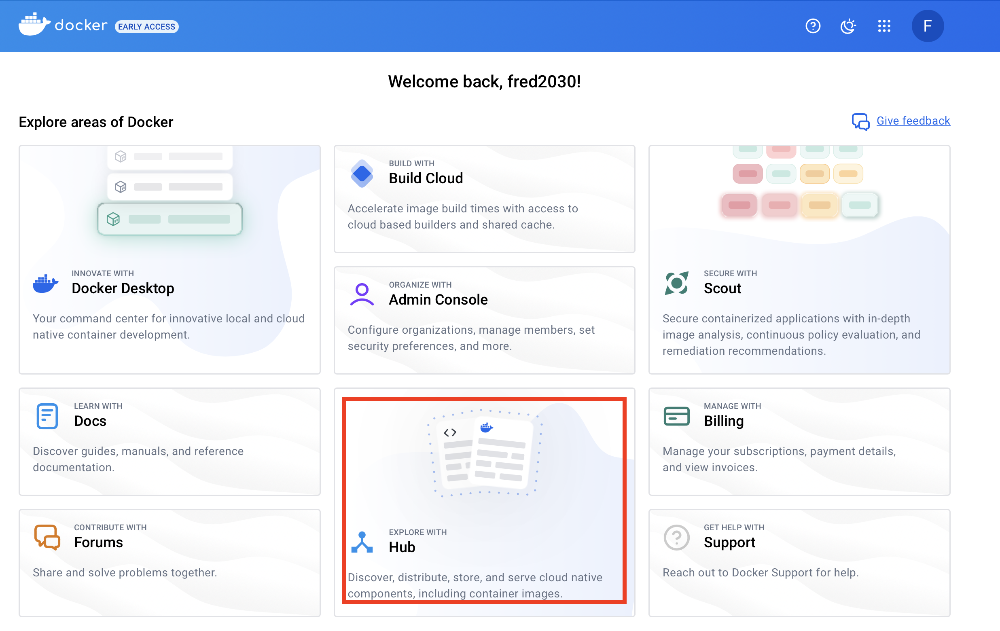 docker EARLY ACCESS
F
Welcome back, fred2030!
Explore areas of Docker
Give feedback
INNOVATE WITH
Docker Desktop
Your command center for innovative local and cloud
native container development.
BUILD WITH
Build Cloud
Accelerate image build times with access to
cloud based builders and shared cache.
ORGANIZE WITH
Admin Console
Configure organizations, manage members, set
security preferences, and more.
SECURE WITH
Scout
Secure containerized applications with in-depth
image analysis, continuous policy evaluation, and
remediation recommendations.
LEARN WITH
Docs
Discover guides, manuals, and reference
documentation.
EXPLORE WITH
Hub
Discover, distribute, store, and serve cloud native
components, including container images.
MANAGE WITH
Billing
Manage your subscriptions, payment details,
and view invoices.
CONTRIBUTE WITH
Forums
Share and solve problems together.
GET HELP WITH
Support
Reach out to Docker Support for help.